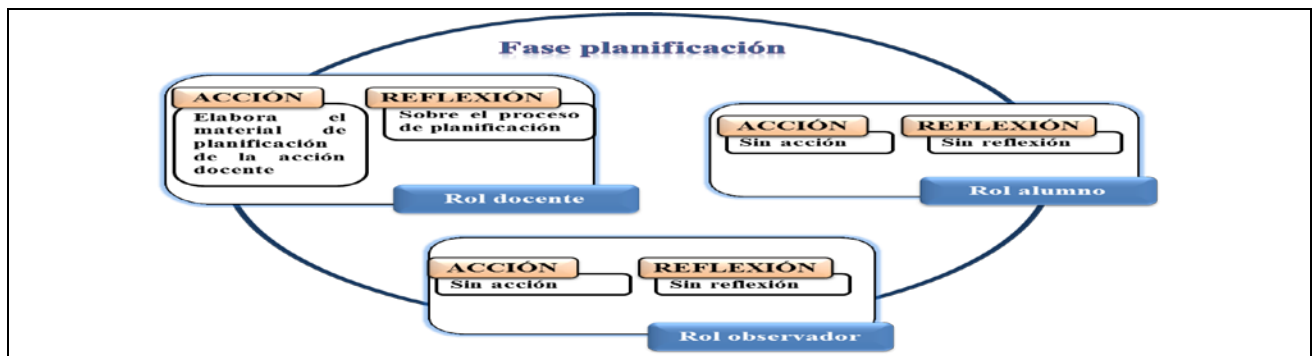 Fase planificación
ACCIÓN
Elabora el
material de
planificación
de la acción
docente
REFLEXIÓN
Sobre el proceso
de planificación
Rol docente
ACCIÓN
Sin acción
REFLEXIÓN
Sin reflexión
Rol alumno
ACCIÓN
Sin acción
REFLEXIÓN
Sin reflexión
Rol observador